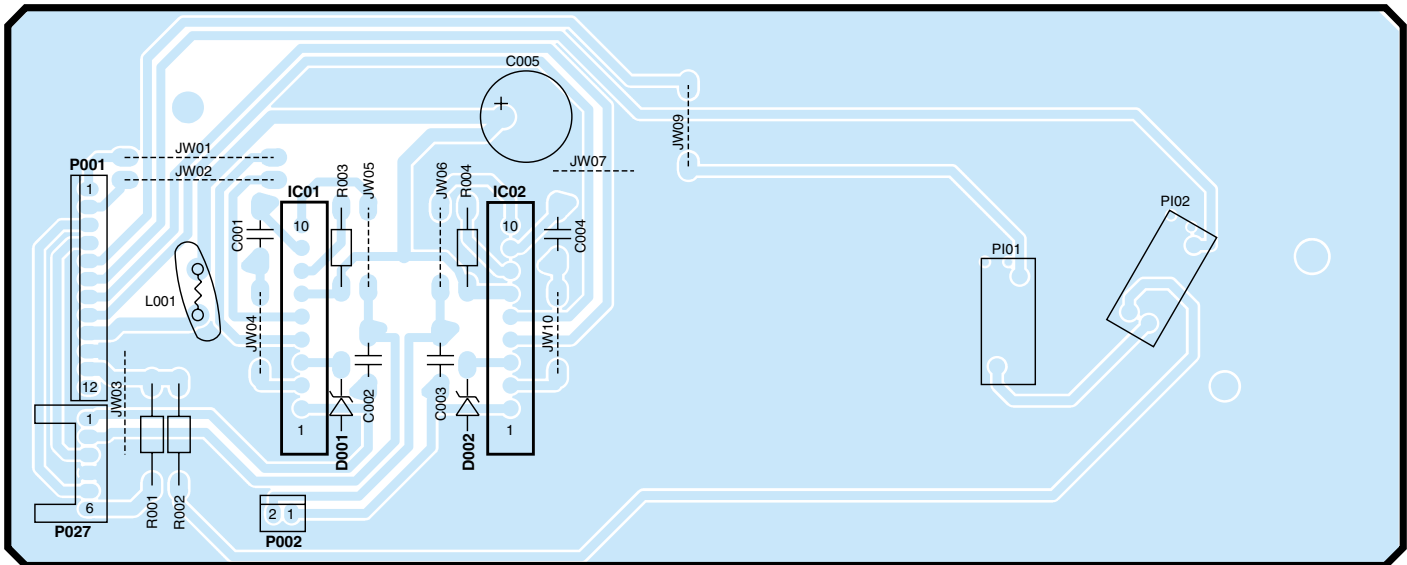 C005
+
JW09
JW01
JW02
JW07
P001
1
12
IC01
10
1
R003
JW05
JW06
R004
IC02
10
1
C001
C004
PI01
PI02
L001
JW04
JW10
JW03
C002
C003
D001
D002
1
6
P027
R001
R002
2 1
P002